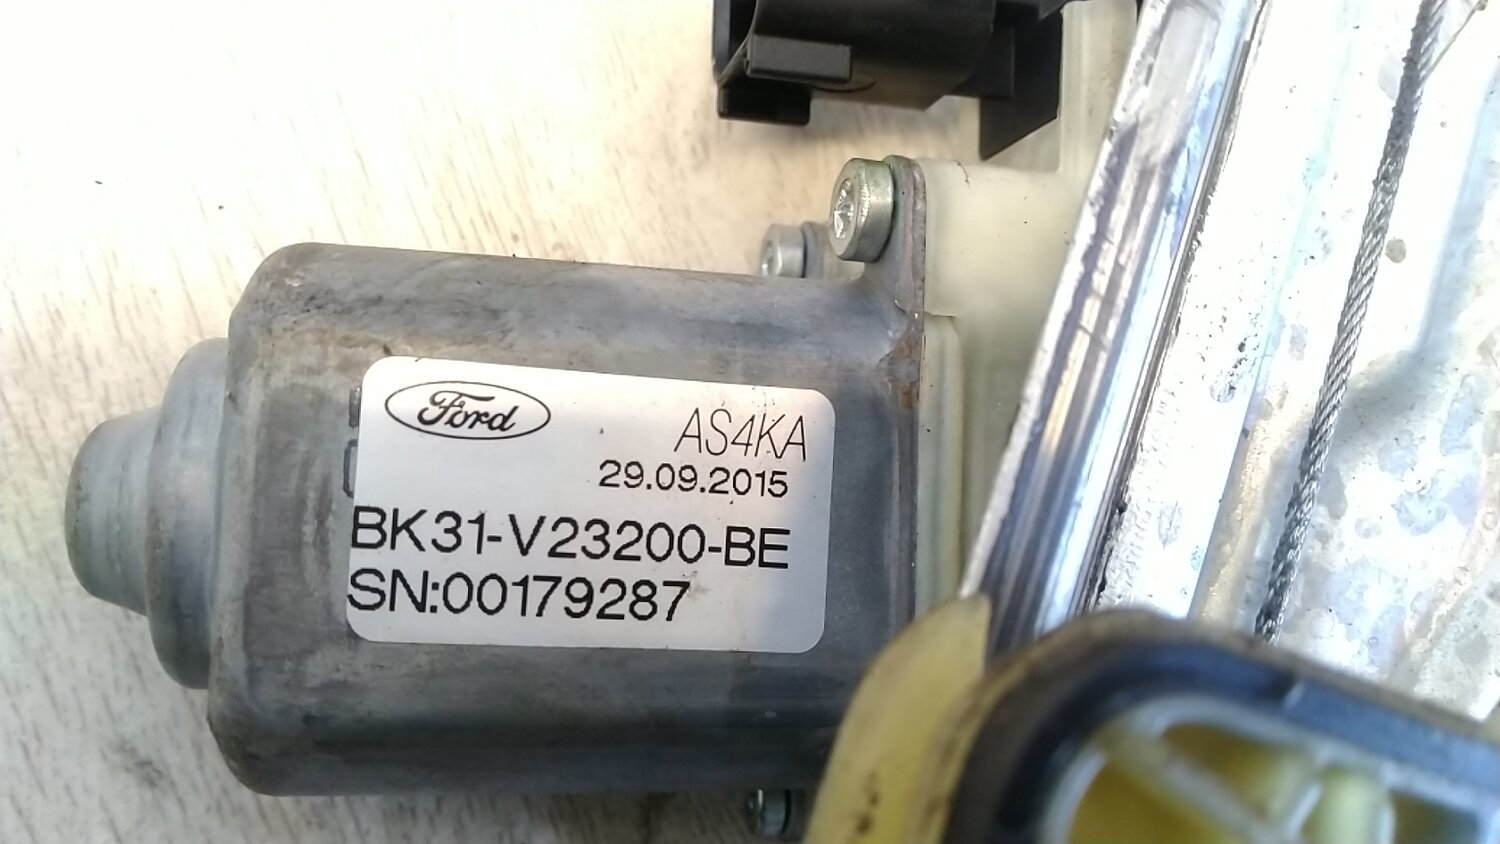 Ford
AS4KA
29.09.2015
BK31-V23200-BE
SN:00179287